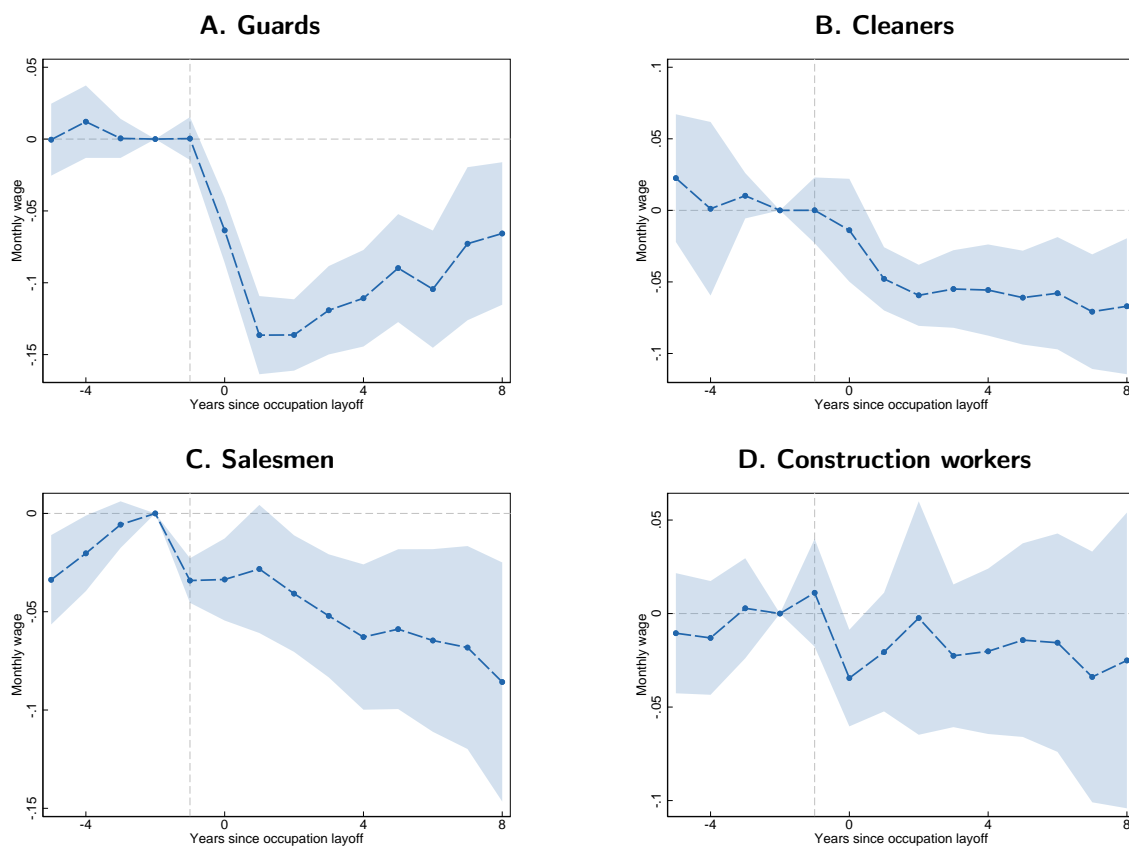 A. Guards
.05
0
-.05
-.1
-.15
Monthly wage
-4
0
4
8
Years since occupation layoff
B. Cleaners
.1
.05
0
-.05
-.1
Monthly wage
-4
0
4
8
Years since occupation layoff
C. Salesmen
0
-.05
-.1
-.15
Monthly wage
-4
0
4
8
Years since occupation layoff
D. Construction workers
.05
0
-.05
-.1
Monthly wage
-4
0
4
8
Years since occupation layoff